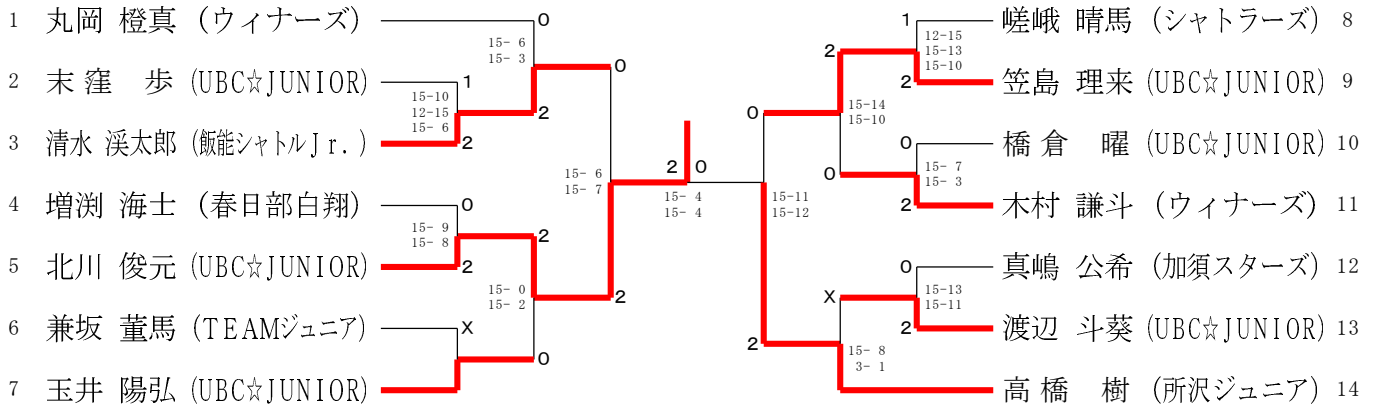 1 丸岡 橙真 (ウィナーズ)
2 末窪 歩 (UBC☆JUNIOR)
3 清水 渓太郎 (飯能シャトルJr.)
4 増渕 海士 (春日部白翔)
5 北川 俊元 (UBC☆JUNIOR)
6 兼坂 菫馬 (TEAMジュニア)
7 玉井 陽弘 (UBC☆JUNIOR)
0
15- 6
15- 3
2
1
15-10
12-15
15- 6
2
0
15- 9
15- 8
2
X
0
15- 6
15- 7
2
2
15- 0
15- 2
0
2 0
15- 4
15- 4
0
15-11
15-12
2
2
15-14
15-10
0
X
15- 8
3- 1
1
12-15
15-13
15-10
2
0
15- 7
15- 3
2
0
15-13
15-11
2
嵯峨 晴馬 (シャトラーズ) 8
笠島 理来 (UBC☆JUNIOR) 9
橋倉 曜 (UBC☆JUNIOR) 10
木村 謙斗 (ウィナーズ) 11
真嶋 公希 (加須スターズ) 12
渡辺 斗葵 (UBC☆JUNIOR) 13
高橋 樹 (所沢ジュニア) 14